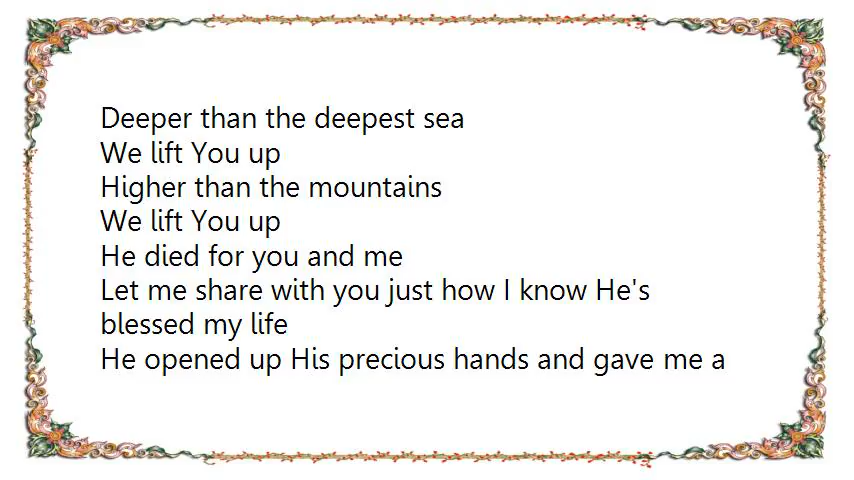 Deeper than the deepest sea
We lift You up
Higher than the mountains
We lift You up
He died for you and me
Let me share with you just how I know He's
blessed my life
He opened up His precious hands and gave me a